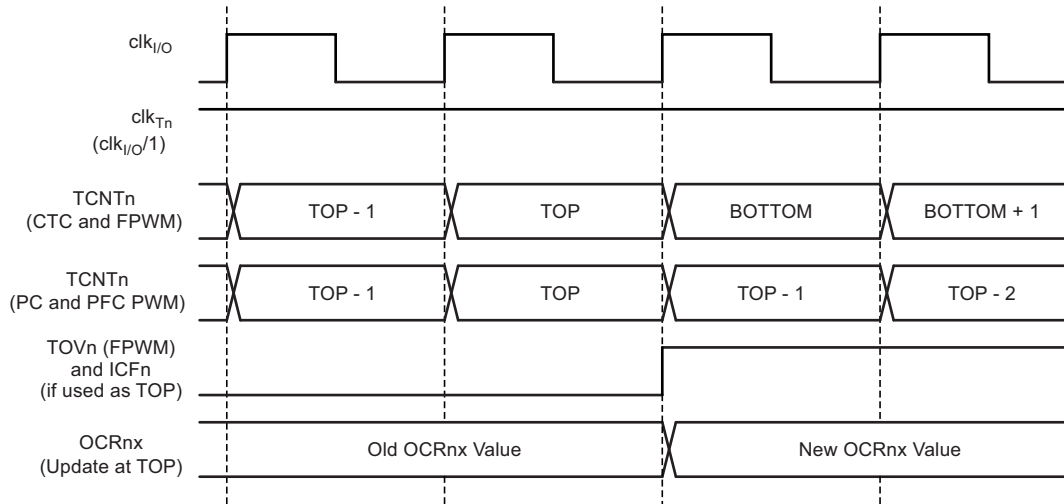 clkI/O
clkTn
(clkI/O/1)
TCNTn
(CTC and FPWM)
TOP - 1
TOP
BOTTOM
BOTTOM + 1
TCNTn
(PC and PFC PWM)
TOP - 1
TOP
TOP - 1
TOP - 2
TOVn (FPWM)
and ICFn
(if used as TOP)
OCRnx
(Update at TOP)
Old OCRnx Value
New OCRnx Value